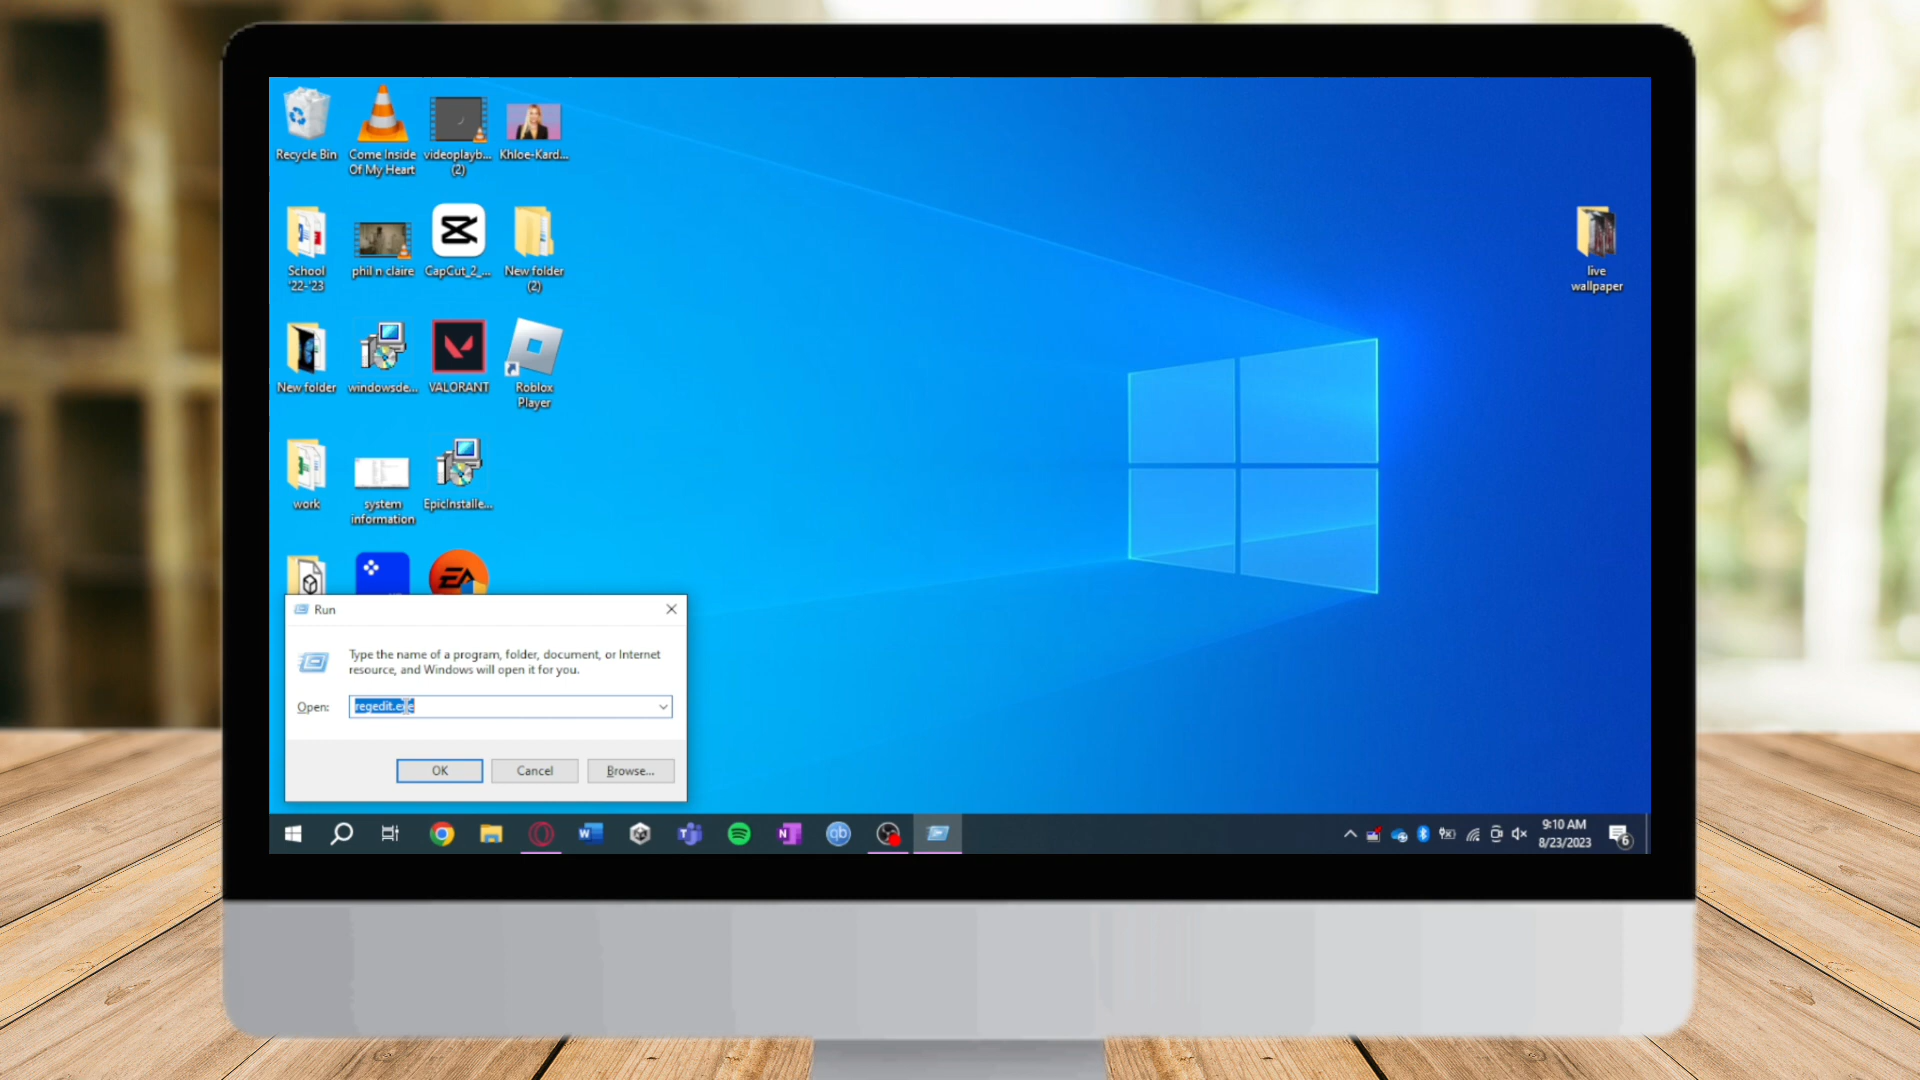 Recycle Bin
Come Inside
Of My Heart
videoplayb...
(2)
Khloe-Kard...
School
'22-'23
phil n claire
CapCut_2_...
New folder
(2)
live
wallpaper
New folder
windowsde...
VALORANT
Roblox
Player
work
system
information
EpicInstalle...
EA
Run
Type the name of a program, folder, document, or Internet
resource, and Windows will open it for you.
Open:
regedit.exe
OK
Cancel
Browse...
9:10 AM
8/23/2023
6